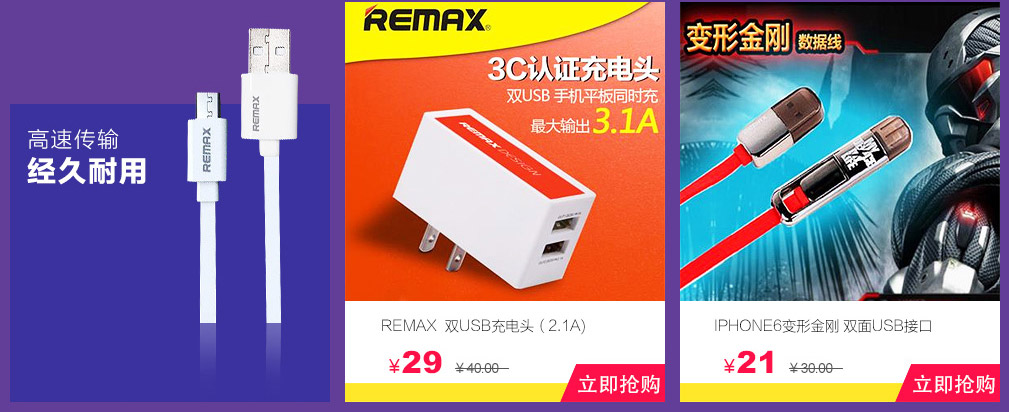 高速传输
经久耐用
REMAX
REMAX
REMAX®
3C认证充电头
双USB 手机平板同时充
最大输出 3.1A
REMAX DESIGN
REMAX 双USB充电头（2.1A)
¥29 ¥40.00
立即抢购
变形金刚 数据线
IPHONE6变形金刚 双面USB接口
¥21 ¥30.00
立即抢购